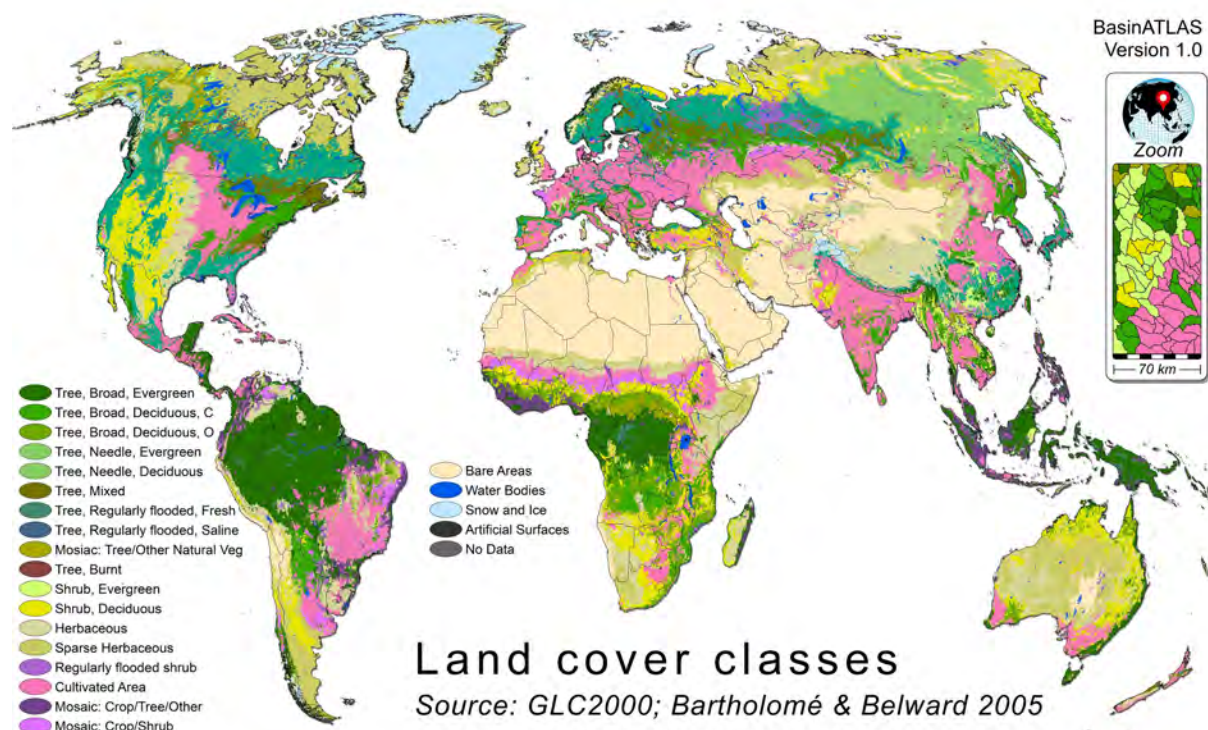 BasinATLAS
Version 1.0
Zoom
70 km
Tree, Broad, Evergreen
Tree, Broad, Deciduous, C
Tree, Broad, Deciduous, O
Tree, Needle, Evergreen
Tree, Needle, Deciduous
Tree, Mixed
Tree, Regularly flooded, Fresh
Tree, Regularly flooded, Saline
Mosiac: Tree/Other Natural Veg
Tree, Burnt
Shrub, Evergreen
Shrub, Deciduous
Herbaceous
Sparse Herbaceous
Regularly flooded shrub
Cultivated Area
Mosaic: Crop/Tree/Other
Mosaic: Crop/Shrub
Bare Areas
Water Bodies
Snow and Ice
Artificial Surfaces
No Data
Land cover classes
Source: GLC2000; Bartholomé & Belward 2005